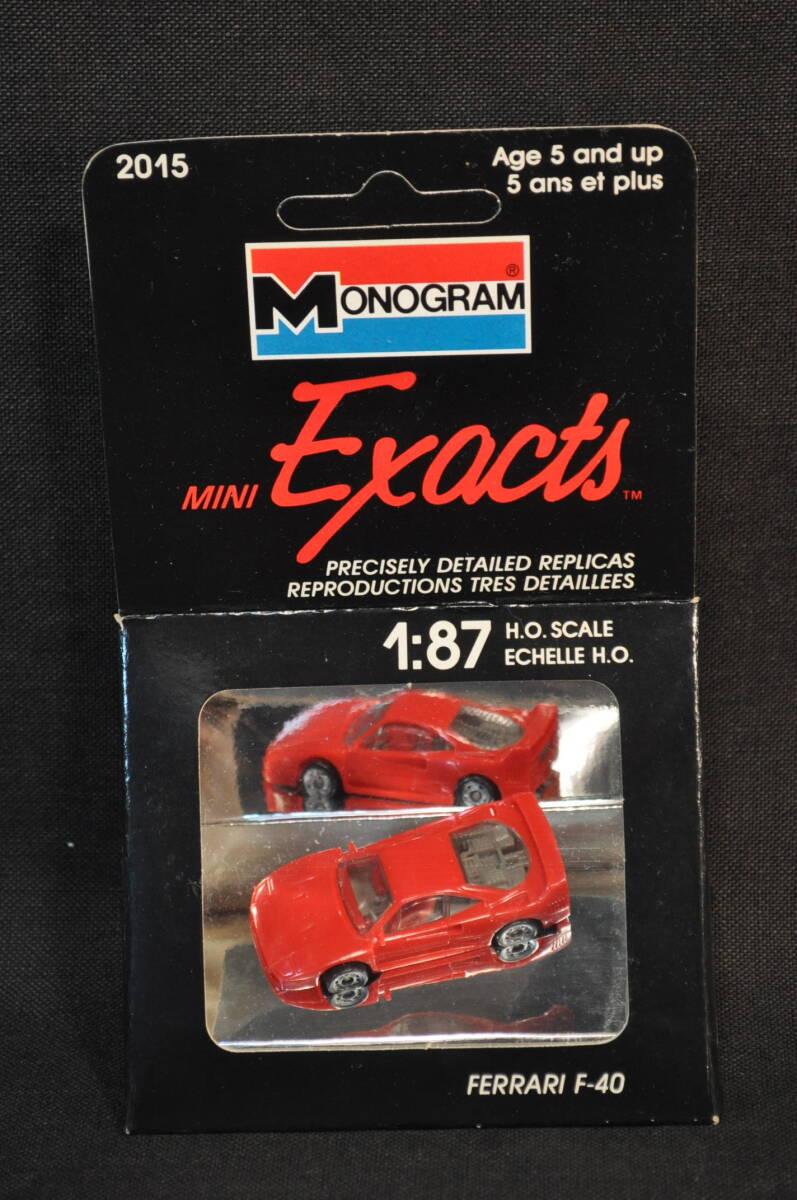 2015
Age 5 and up
5 ans et plus
MONOGRAM®
MINI Exacts™
PRECISELY DETAILED REPLICAS
REPRODUCTIONS TRES DETAILLEES
1:87 H.O. SCALE
ECHELLE H.O.
FERRARI F-40